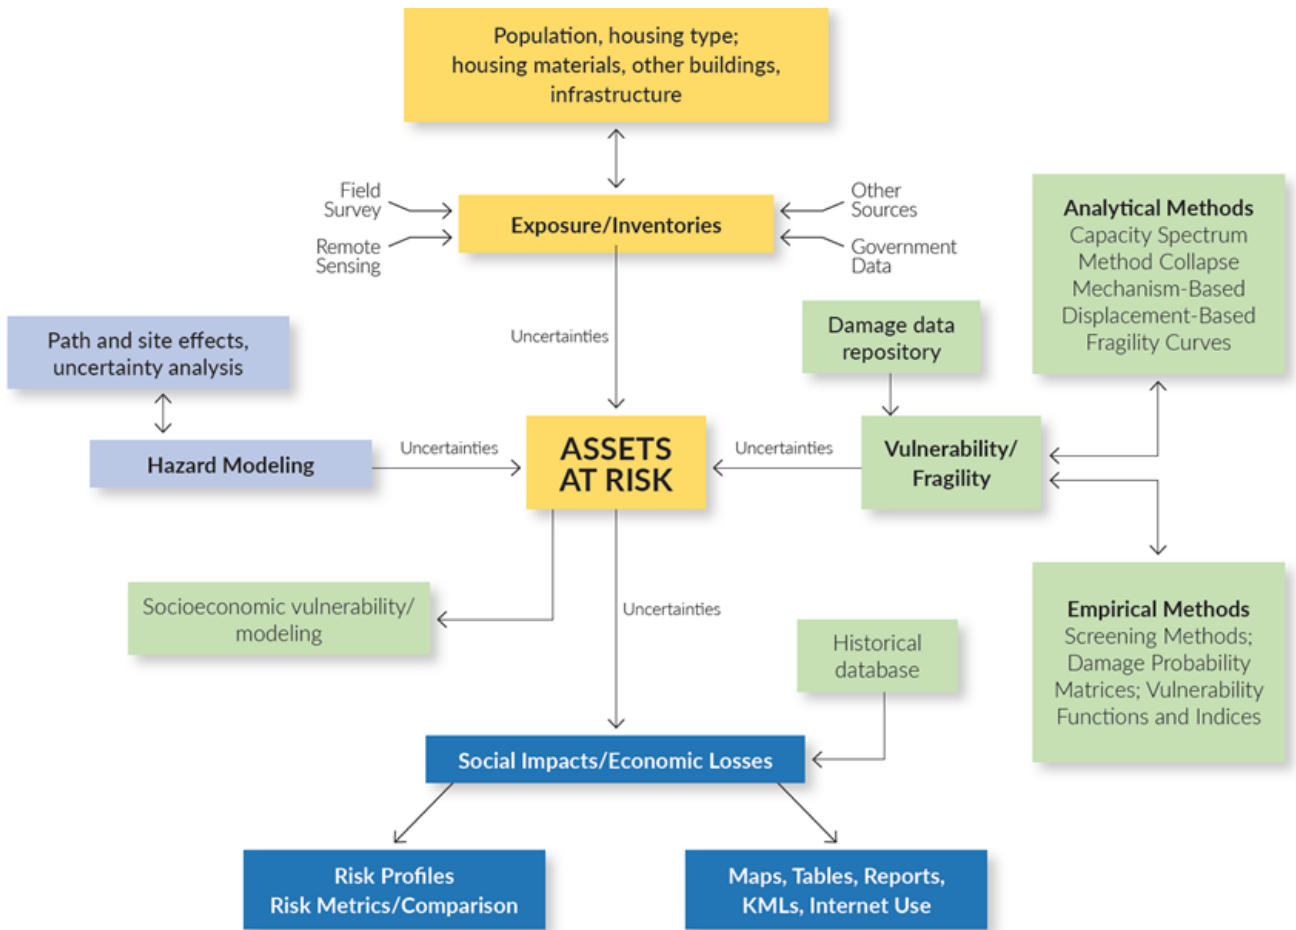 Population, housing type;
housing materials, other buildings,
infrastructure
Field
Survey
Remote
Sensing
Exposure/Inventories
Other
Sources
Government
Data
Analytical Methods
Capacity Spectrum
Method Collapse
Mechanism-Based
Displacement-Based
Fragility Curves
Uncertainties
Damage data
repository
Path and site effects,
uncertainty analysis
Hazard Modeling
Uncertainties
ASSETS
AT RISK
Uncertainties
Vulnerability/
Fragility
Socioeconomic vulnerability/
modeling
Uncertainties
Historical
database
Empirical Methods
Screening Methods;
Damage Probability
Matrices; Vulnerability
Functions and Indices
Social Impacts/Economic Losses
Risk Profiles
Risk Metrics/Comparison
Maps, Tables, Reports,
KMLs, Internet Use